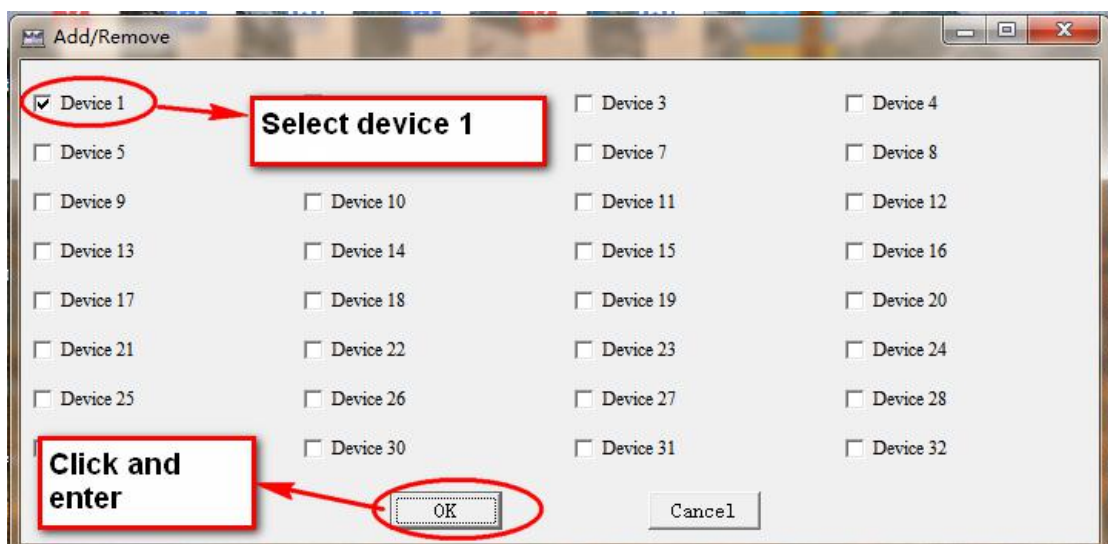 Add/Remove
Device 1
Select device 1
Device 3
Device 4
Device 5
Device 7
Device 8
Device 9
Device 10
Device 11
Device 12
Device 13
Device 14
Device 15
Device 16
Device 17
Device 18
Device 19
Device 20
Device 21
Device 22
Device 23
Device 24
Device 25
Device 26
Device 27
Device 28
Click and
enter
Device 30
Device 31
Device 32
OK
Cancel